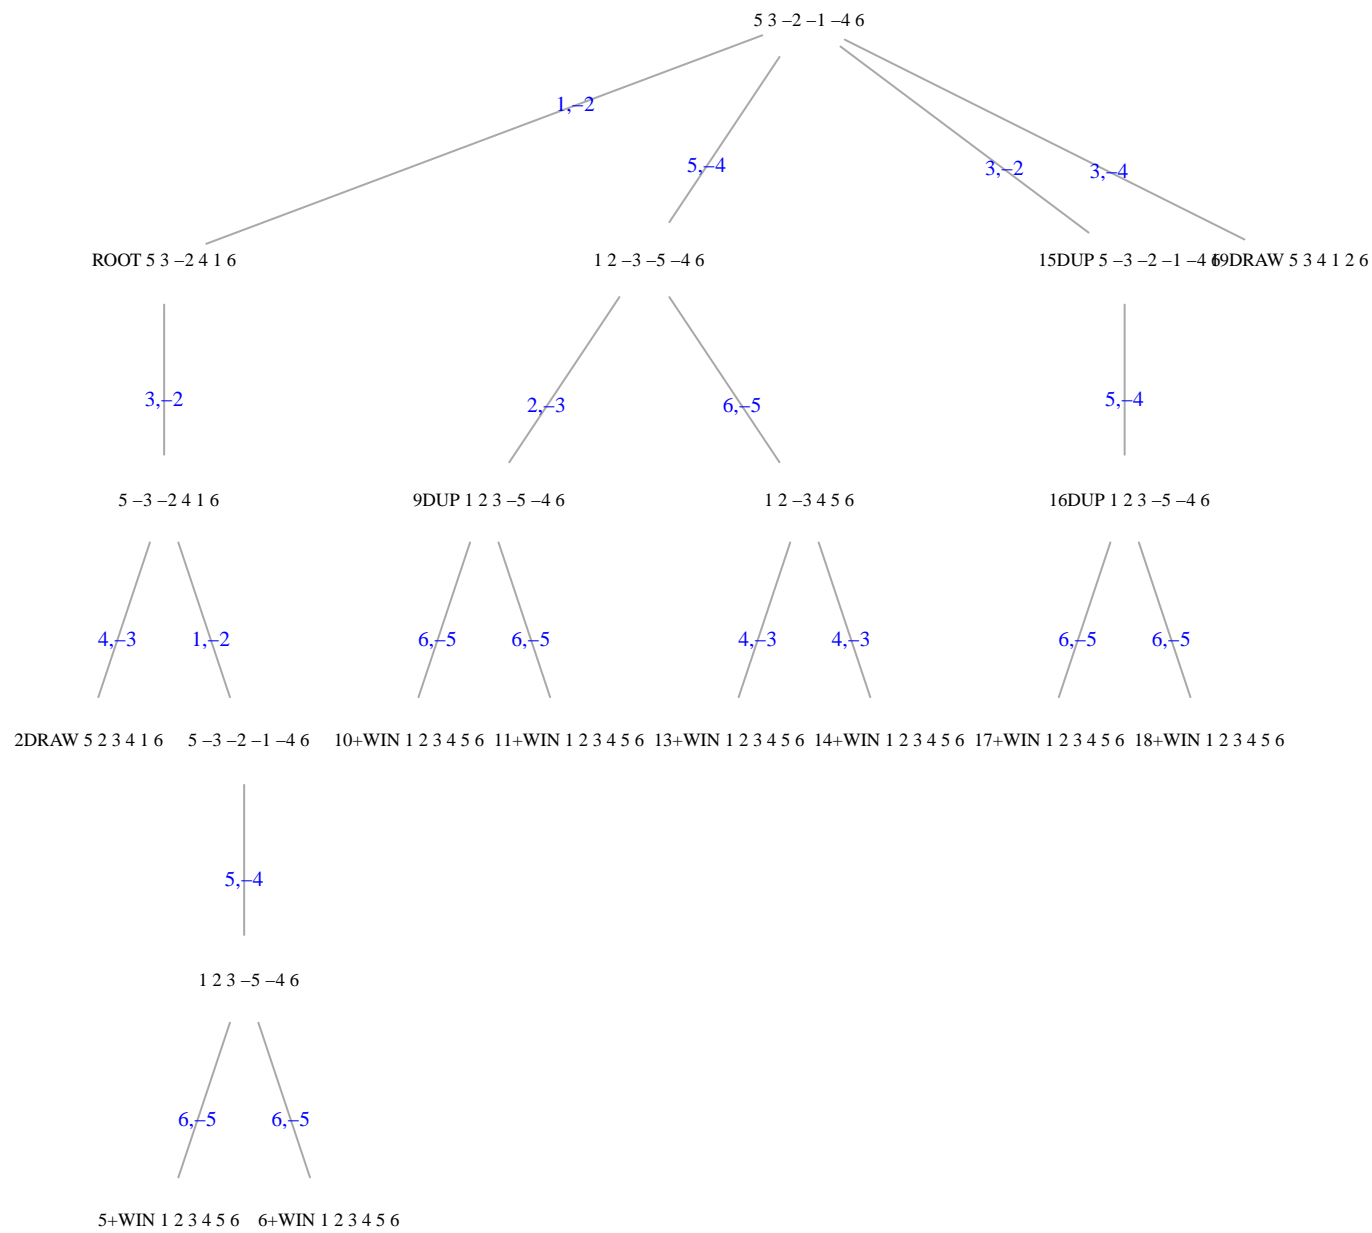 5 3 –2 –1 –4 6
1,–2
5,–4
3,–2
3,–4
ROOT 5 3 –2 4 1 6
1 2 –3 –5 –4 6
15DUP 5 –3 –2 –1 –4 6
19DRAW 5 3 4 1 2 6
3,–2
2,–3
6,–5
5,–4
5 –3 –2 4 1 6
9DUP 1 2 3 –5 –4 6
1 2 –3 4 5 6
16DUP 1 2 3 –5 –4 6
4,–3
1,–2
6,–5
6,–5
4,–3
4,–3
6,–5
6,–5
2DRAW 5 2 3 4 1 6
5 –3 –2 –1 –4 6
10+WIN 1 2 3 4 5 6
11+WIN 1 2 3 4 5 6
13+WIN 1 2 3 4 5 6
14+WIN 1 2 3 4 5 6
17+WIN 1 2 3 4 5 6
18+WIN 1 2 3 4 5 6
5,–4
1 2 3 –5 –4 6
6,–5
6,–5
5+WIN 1 2 3 4 5 6
6+WIN 1 2 3 4 5 6